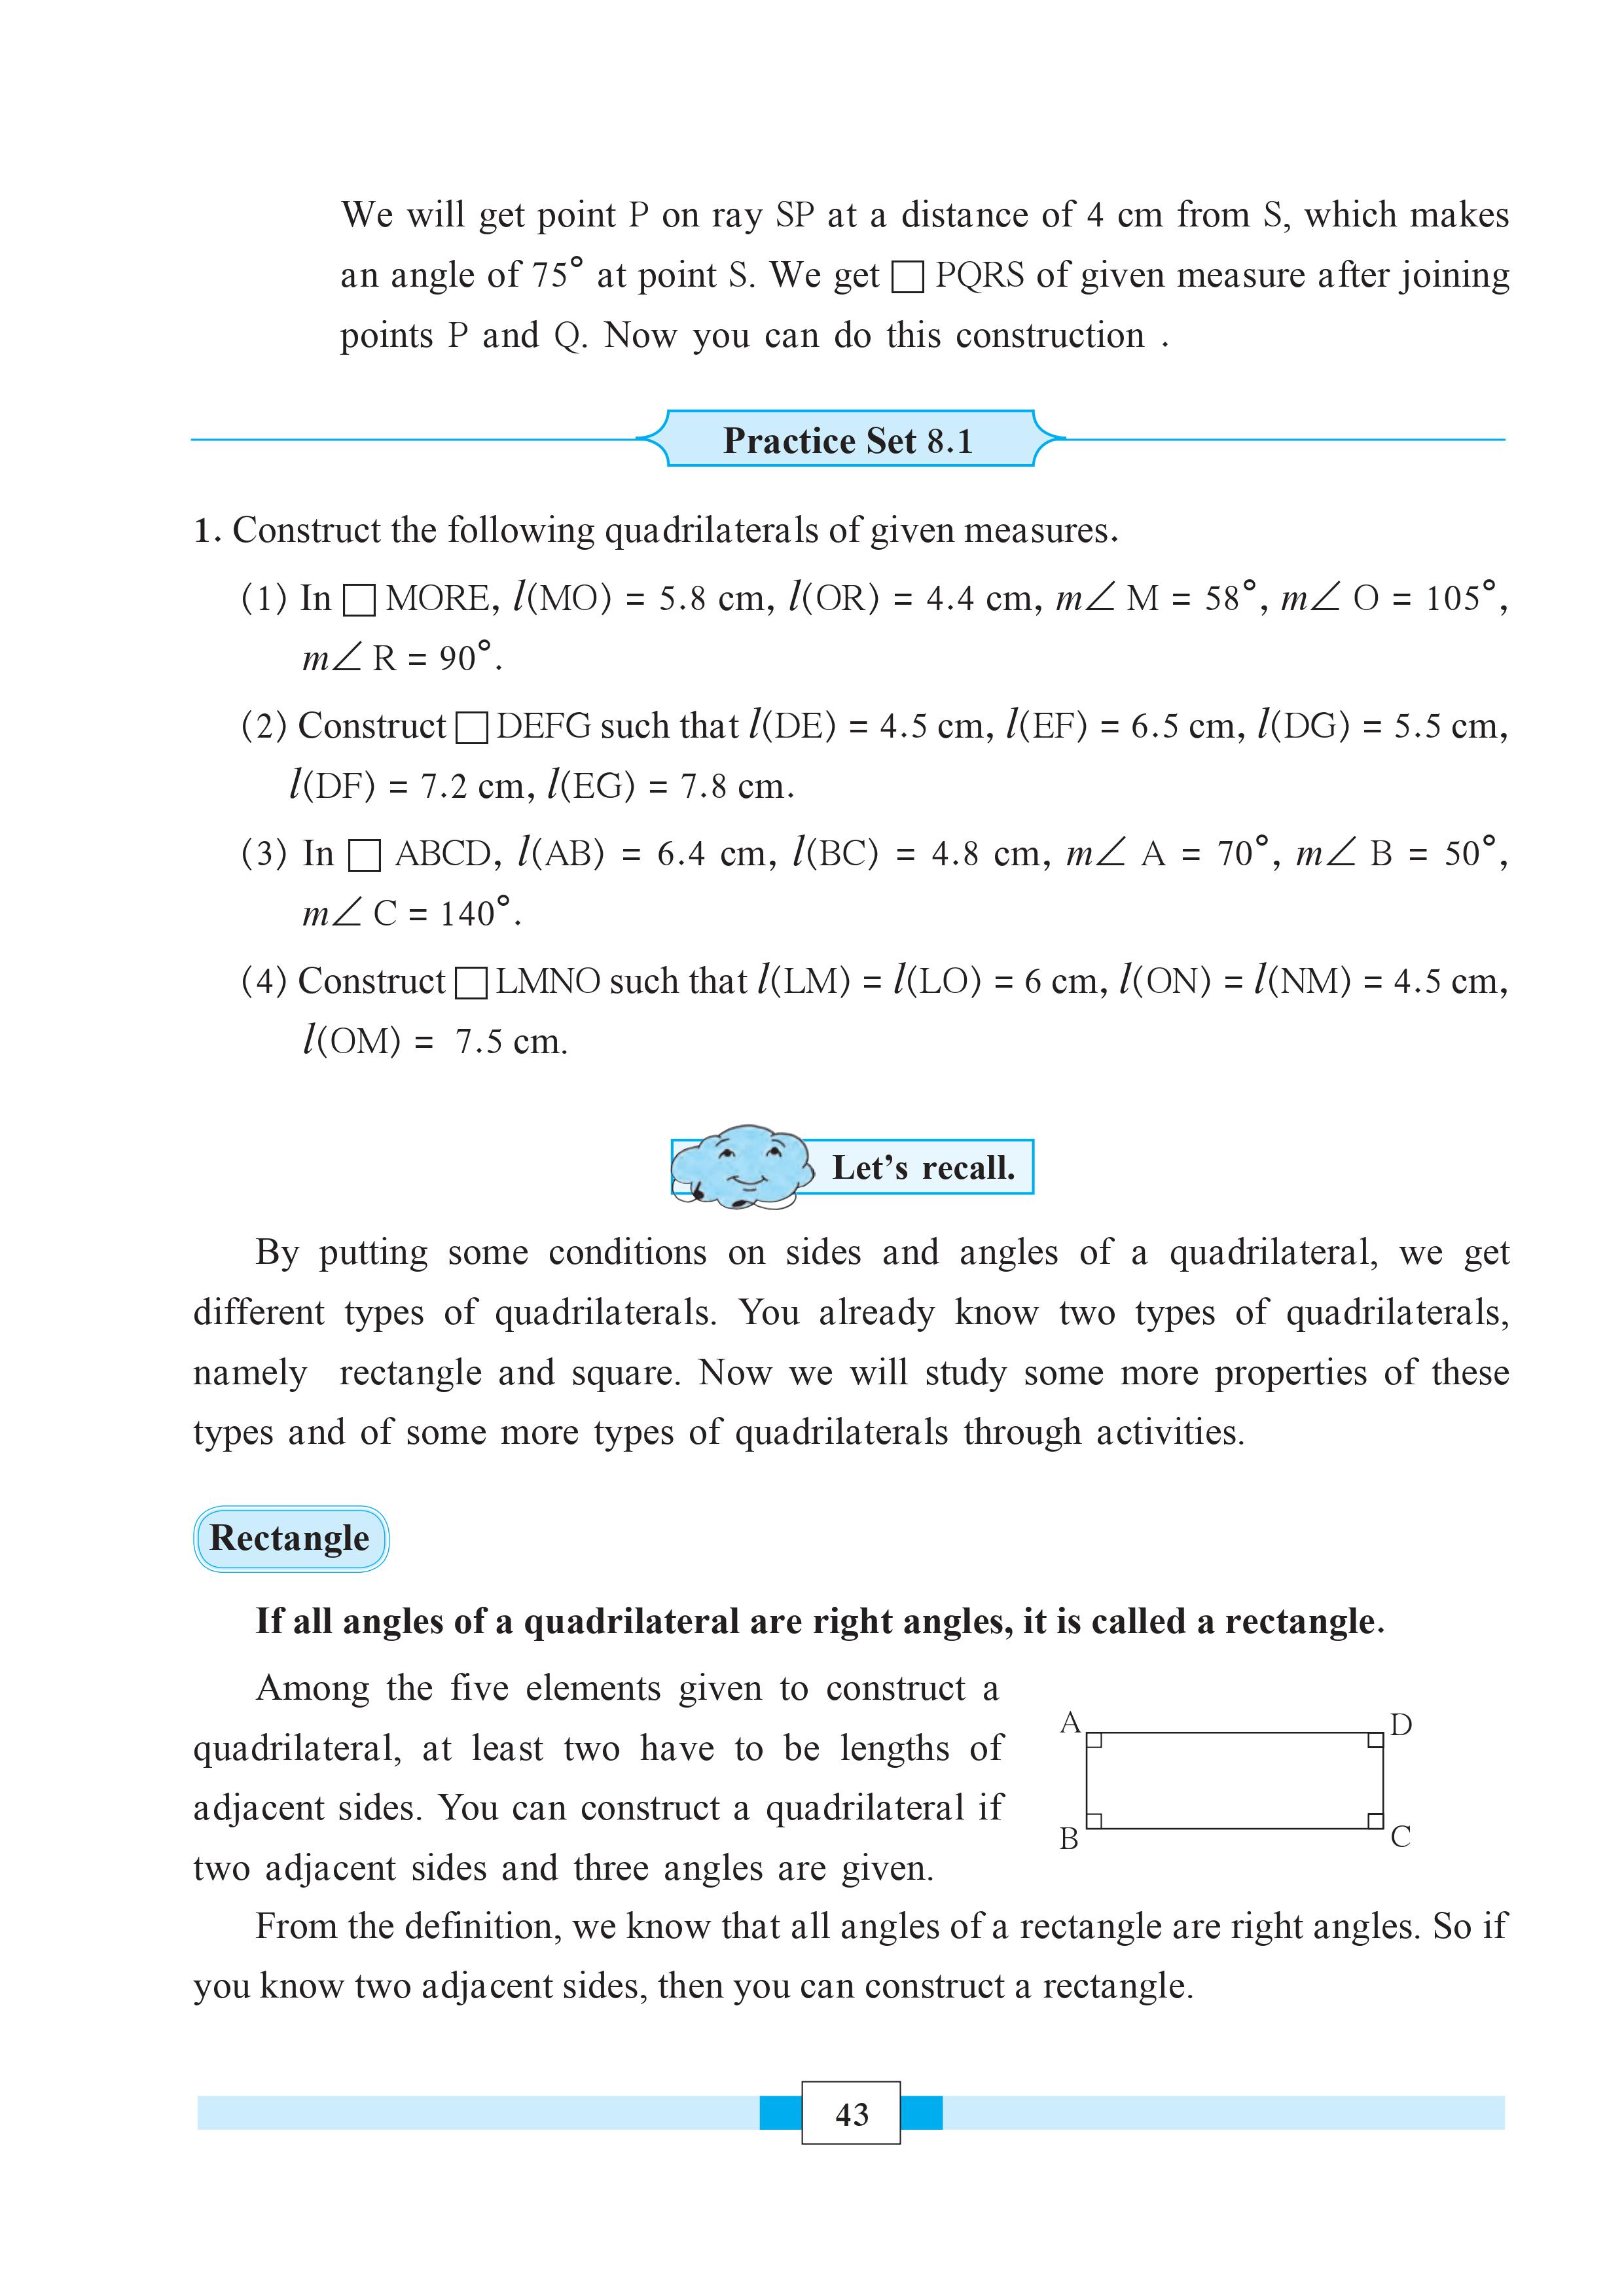 We will get point P on ray SP at a distance of 4 cm from S, which makes
an angle of 75° at point S. We get □ PQRS of given measure after joining
points P and Q. Now you can do this construction .
Practice Set 8.1
1. Construct the following quadrilaterals of given measures.
(1) In □ MORE, l(MO) = 5.8 cm, l(OR) = 4.4 cm, m∠ M = 58°, m∠ O = 105°,
m∠ R = 90°.
(2) Construct □ DEFG such that l(DE) = 4.5 cm, l(EF) = 6.5 cm, l(DG) = 5.5 cm,
l(DF) = 7.2 cm, l(EG) = 7.8 cm.
(3) In □ ABCD, l(AB) = 6.4 cm, l(BC) = 4.8 cm, m∠ A = 70°, m∠ B = 50°,
m∠ C = 140°.
(4) Construct □ LMNO such that l(LM) = l(LO) = 6 cm, l(ON) = l(NM) = 4.5 cm,
l(OM) = 7.5 cm.
Let’s recall.
By putting some conditions on sides and angles of a quadrilateral, we get
different types of quadrilaterals. You already know two types of quadrilaterals,
namely rectangle and square. Now we will study some more properties of these
types and of some more types of quadrilaterals through activities.
Rectangle
If all angles of a quadrilateral are right angles, it is called a rectangle.
Among the five elements given to construct a
quadrilateral, at least two have to be lengths of
adjacent sides. You can construct a quadrilateral if
two adjacent sides and three angles are given.
A
D
B
C
From the definition, we know that all angles of a rectangle are right angles. So if
you know two adjacent sides, then you can construct a rectangle.
43